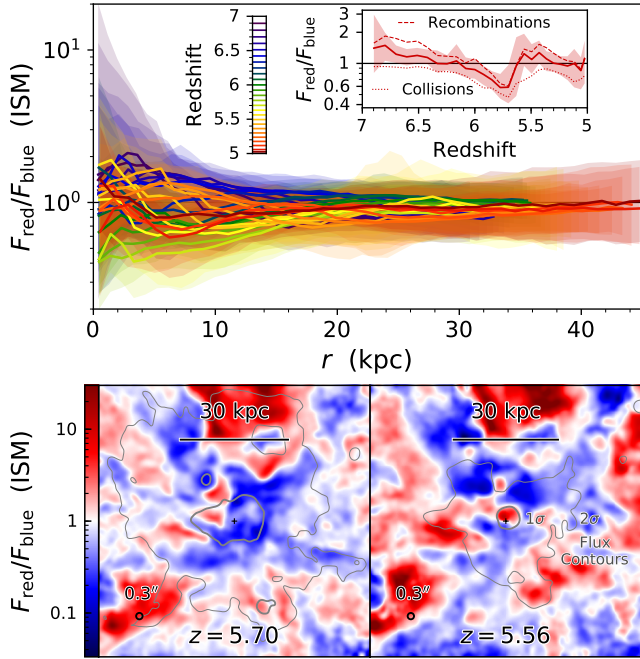 F_red/F_blue (ISM)
10^1
10^0
Redshift
7
6.5
6
5.5
5
F_red/F_blue
3
2
1
0.6
0.4
Recombinations
Collisions
7 6.5 6 5.5 5
Redshift
0 10 20 30 40
r (kpc)
F_red/F_blue (ISM)
10
1
0.1
30 kpc
0.3"
z = 5.70
30 kpc
1σ 2σ
Flux
Contours
0.3"
z = 5.56